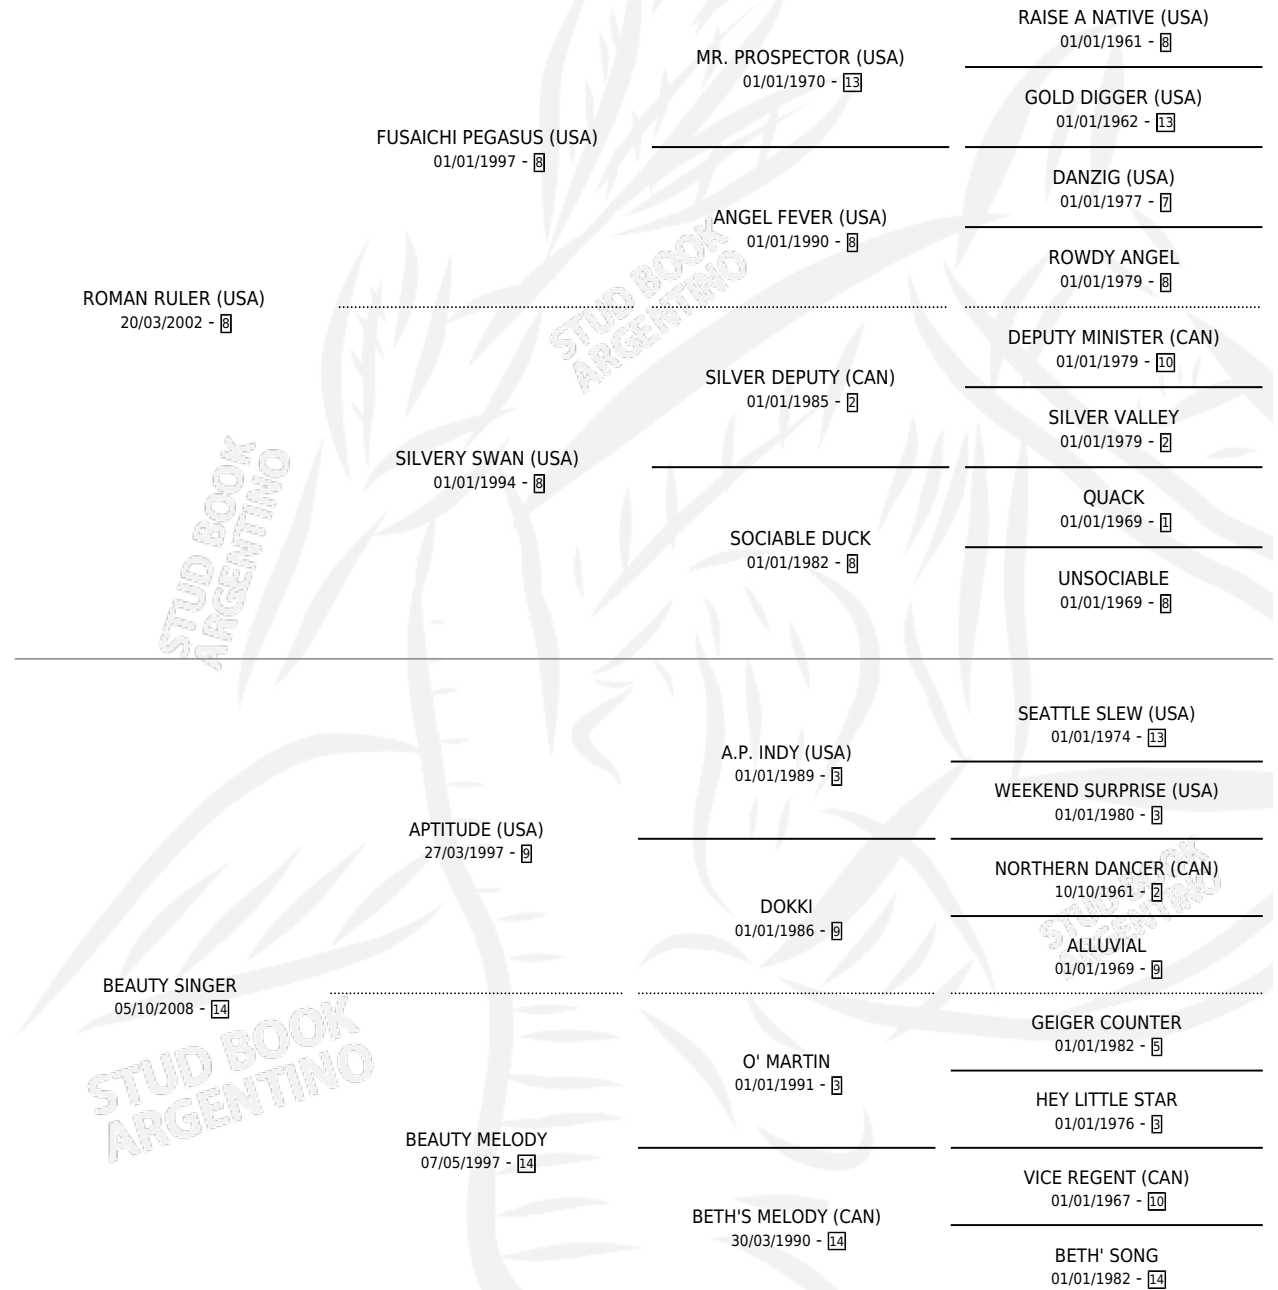 RAISE A NATIVE (USA)
01/01/1961 - 8
MR. PROSPECTOR (USA)
01/01/1970 - 13
GOLD DIGGER (USA)
01/01/1962 - 13
FUSAICHI PEGASUS (USA)
01/01/1997 - 8
DANZIG (USA)
01/01/1977 - 7
ANGEL FEVER (USA)
01/01/1990 - 8
ROWDY ANGEL
01/01/1979 - 8
ROMAN RULER (USA)
20/03/2002 - 8
STUD BOOK
ARGENTINO
DEPUTY MINISTER (CAN)
01/01/1979 - 10
SILVER DEPUTY (CAN)
01/01/1985 - 2
SILVER VALLEY
01/01/1979 - 2
SILVERY SWAN (USA)
01/01/1994 - 8
QUACK
01/01/1969 - 1
SOCIABLE DUCK
01/01/1982 - 8
UNSOCIABLE
01/01/1969 - 8
STUD BOOK
ARGENTINO
SEATTLE SLEW (USA)
01/01/1974 - 13
A.P. INDY (USA)
01/01/1989 - 3
WEEKEND SURPRISE (USA)
01/01/1980 - 3
APTITUDE (USA)
27/03/1997 - 9
NORTHERN DANCER (CAN)
10/10/1961 - 2
DOKKI
01/01/1986 - 9
STUD BOOK
ARGENTINO
ALLUVIAL
01/01/1969 - 9
BEAUTY SINGER
05/10/2008 - 14
STUD BOOK
ARGENTINO
GEIGER COUNTER
01/01/1982 - 5
O' MARTIN
01/01/1991 - 3
HEY LITTLE STAR
01/01/1976 - 3
BEAUTY MELODY
07/05/1997 - 14
VICE REGENT (CAN)
01/01/1967 - 10
BETH'S MELODY (CAN)
30/03/1990 - 14
BETH' SONG
01/01/1982 - 14